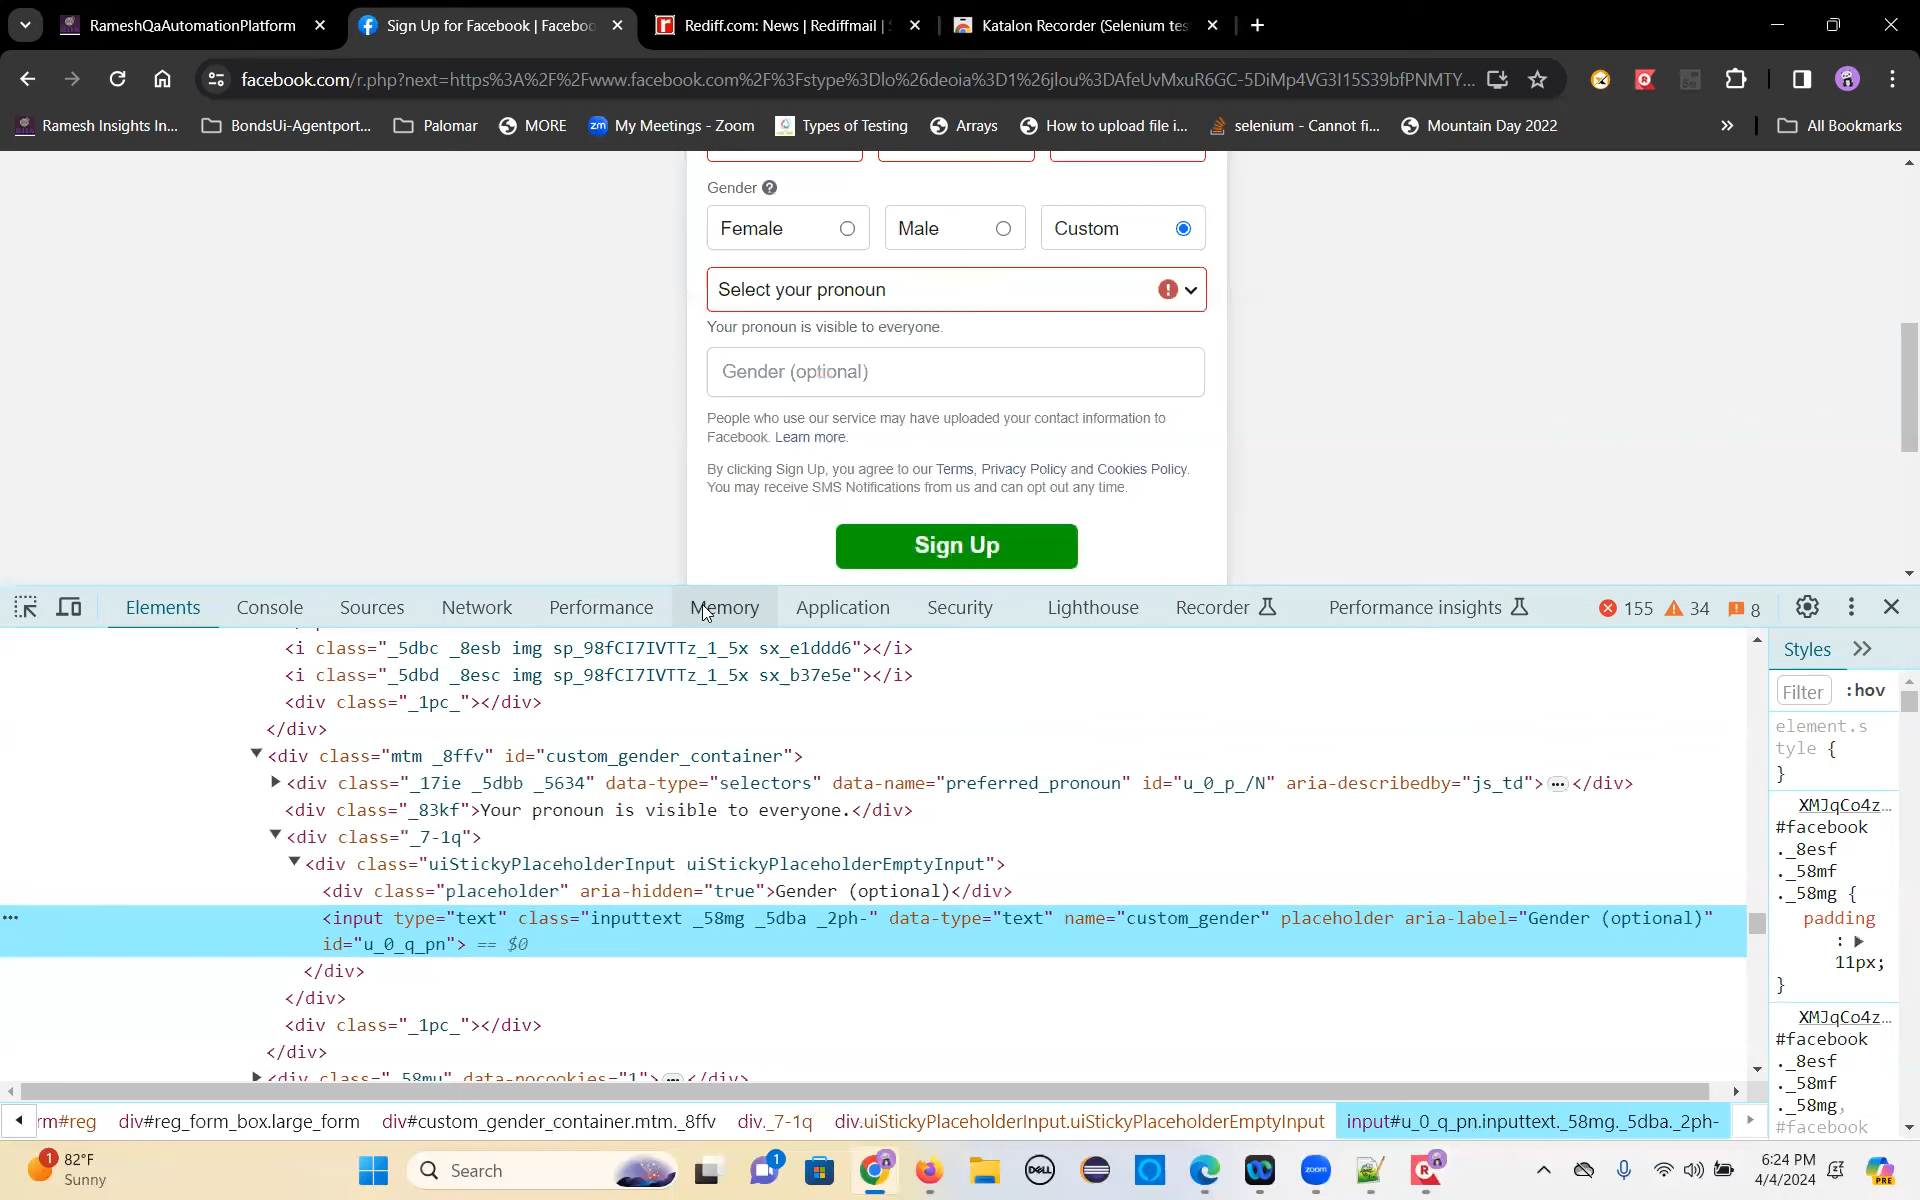 RameshQaAutomationPlatform
Sign Up for Facebook | Faceboo
Rediff.com: News | Rediffmail |
Katalon Recorder (Selenium tes
facebook.com/r.php?next=https%3A%2F%2Fwww.facebook.com%2F%3Fstype%3Dlo%26deoia%3D1%26jlou%3DAfeUvMxuR6GC-5DiMp4VG3I15S39bfPNMTY...
Ramesh Insights In...
BondsUi-Agentport...
Palomar
MORE
zm My Meetings - Zoom
Types of Testing
Arrays
How to upload file i...
selenium - Cannot fi...
Mountain Day 2022
»
All Bookmarks
Gender
Female
Male
Custom
Select your pronoun
Your pronoun is visible to everyone.
Gender (optional)
People who use our service may have uploaded your contact information to
Facebook. Learn more.
By clicking Sign Up, you agree to our Terms, Privacy Policy and Cookies Policy.
You may receive SMS Notifications from us and can opt out any time.
Sign Up
Elements Console Sources Network Performance Memory Application Security Lighthouse Recorder Performance insights 155 34 8
<i class="_5dbc _8esb img sp_98fCI7IVTTz_1_5x sx_e1ddd6"></i>
<i class="_5dbd _8esc img sp_98fCI7IVTTz_1_5x sx_b37e5e"></i>
<div class="_1pc_"></div>
</div>
<div class="mtm _8ffv" id="custom_gender_container">
<div class="_17ie _5dbb _5634" data-type="selectors" data-name="preferred_pronoun" id="u_0_p_/N" aria-describedby="js_td">…</div>
<div class="_83kf">Your pronoun is visible to everyone.</div>
<div class="_7-1q">
<div class="uiStickyPlaceholderInput uiStickyPlaceholderEmptyInput">
<div class="placeholder" aria-hidden="true">Gender (optional)</div>
<input type="text" class="inputtext _58mg _5dba _2ph-" data-type="text" name="custom_gender" placeholder aria-label="Gender (optional)"
id="u_0_q_pn"> == $0
</div>
</div>
<div class="_1pc_"></div>
</div>
<div class="_58mu" data-nocookies="1">…</div>
Styles »
Filter :hov
element.s
tyle {
}
XMJqCo4z…
#facebook
._8esf
._58mf
._58mg {
padding
:
11px;
}
XMJqCo4z…
#facebook
._8esf
._58mf
._58mg,
#facebook
rm#reg div#reg_form_box.large_form div#custom_gender_container.mtm._8ffv div._7-1q div.uiStickyPlaceholderInput.uiStickyPlaceholderEmptyInput input#u_0_q_pn.inputtext._58mg._5dba._2ph-
1
82°F
Sunny
Search
1
DELL
zoom
R
6:24 PM
4/4/2024
PRE